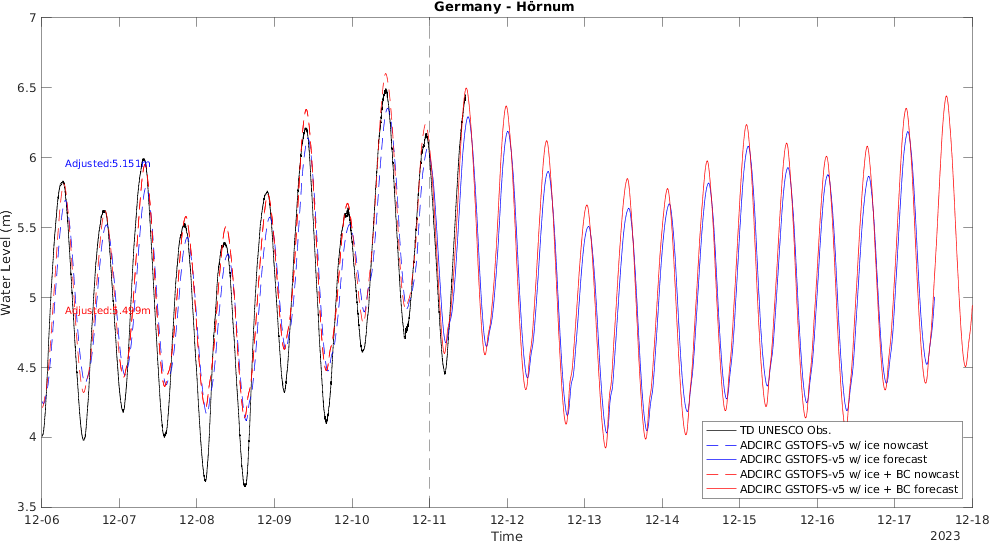 Germany - Hörnum
7
6.5
6
5.5
5
4.5
4
3.5
Water Level (m)
Adjusted:5.151m
Adjusted:5.499m
TD UNESCO Obs.
ADCIRC GSTOFS-v5 w/ ice nowcast
ADCIRC GSTOFS-v5 w/ ice forecast
ADCIRC GSTOFS-v5 w/ ice + BC nowcast
ADCIRC GSTOFS-v5 w/ ice + BC forecast
12-06 12-07 12-08 12-09 12-10 12-11 12-12 12-13 12-14 12-15 12-16 12-17 12-18
Time
2023